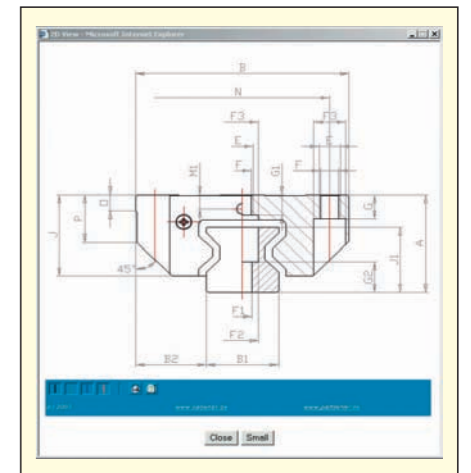 2D View - Microsoft Internet Explorer
B
N
F3 F3
E E
M1 F G1 F
O P J G A
J1
45° G2
F1
F2
B2 B1
Close Small